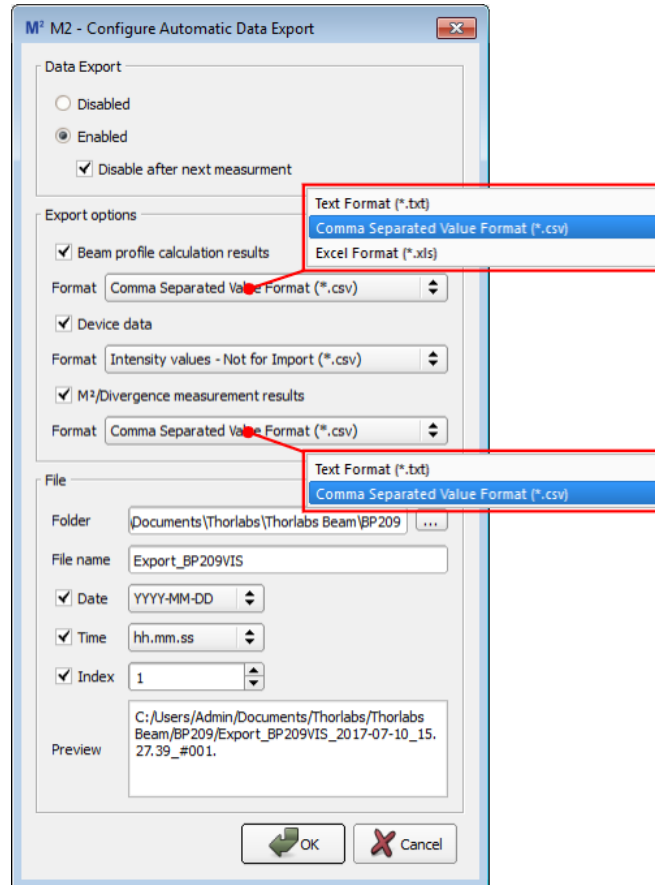 M² M2 - Configure Automatic Data Export
Data Export
Disabled
Enabled
Disable after next measurment
Text Format (*.txt)
Export options
Comma Separated Value Format (*.csv)
Beam profile calculation results
Excel Format (*.xls)
Format Comma Separated Value Format (*.csv)
Device data
Format Intensity values - Not for Import (*.csv)
M²/Divergence measurement results
Format Comma Separated Value Format (*.csv)
Text Format (*.txt)
File
Comma Separated Value Format (*.csv)
Folder Documents\Thorlabs\Thorlabs Beam\BP209 ...
File name Export_BP209VIS
Date YYYY-MM-DD
Time hh.mm.ss
Index 1
C:/Users/Admin/Documents/Thorlabs/Thorlabs
Beam/BP209/Export_BP209VIS_2017-07-10_15.
Preview 27.39_#001.
OK Cancel